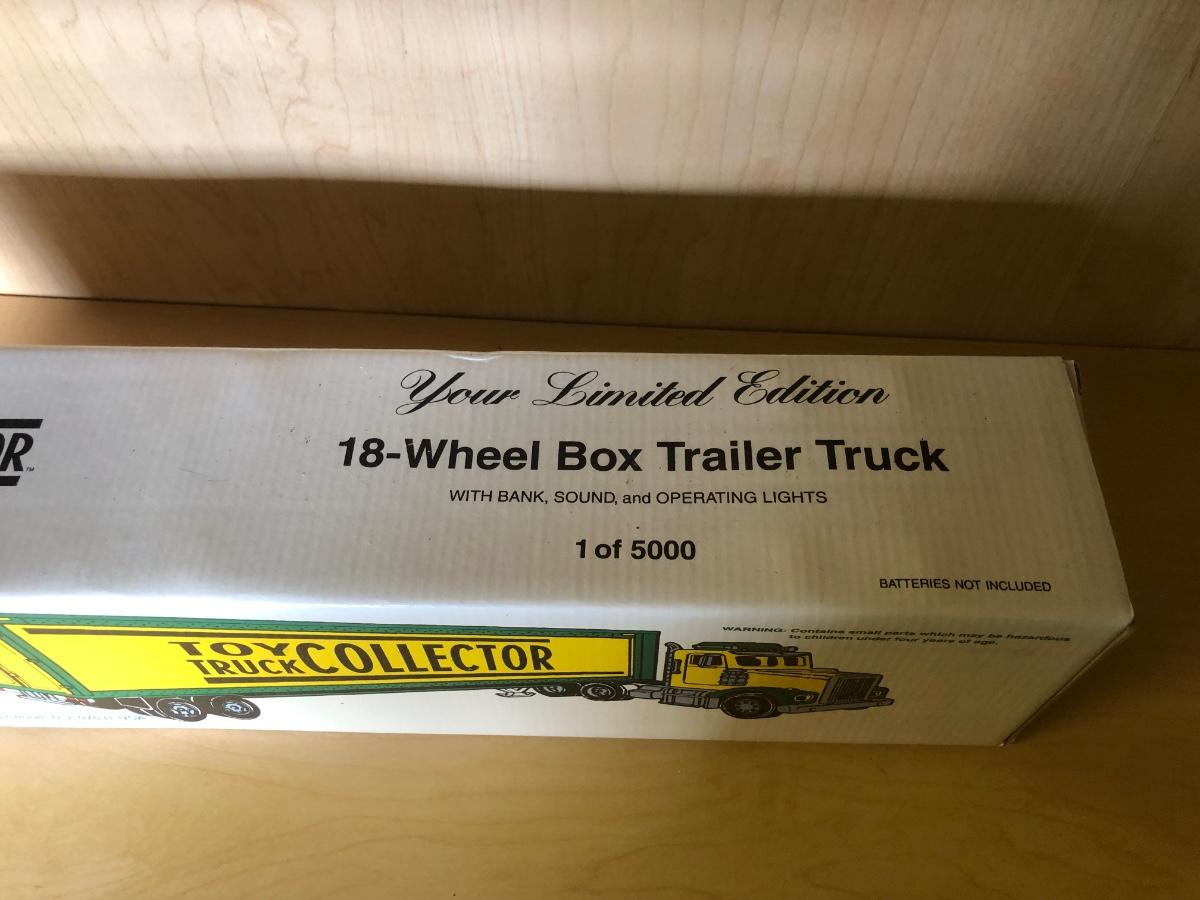 Your Limited Edition
18-Wheel Box Trailer Truck
WITH BANK, SOUND, and OPERATING LIGHTS
OR™
1 of 5000
BATTERIES NOT INCLUDED
WARNING: Contains small parts which may be hazardous
to children under four years of age.
TOY
TRUCK COLLECTOR